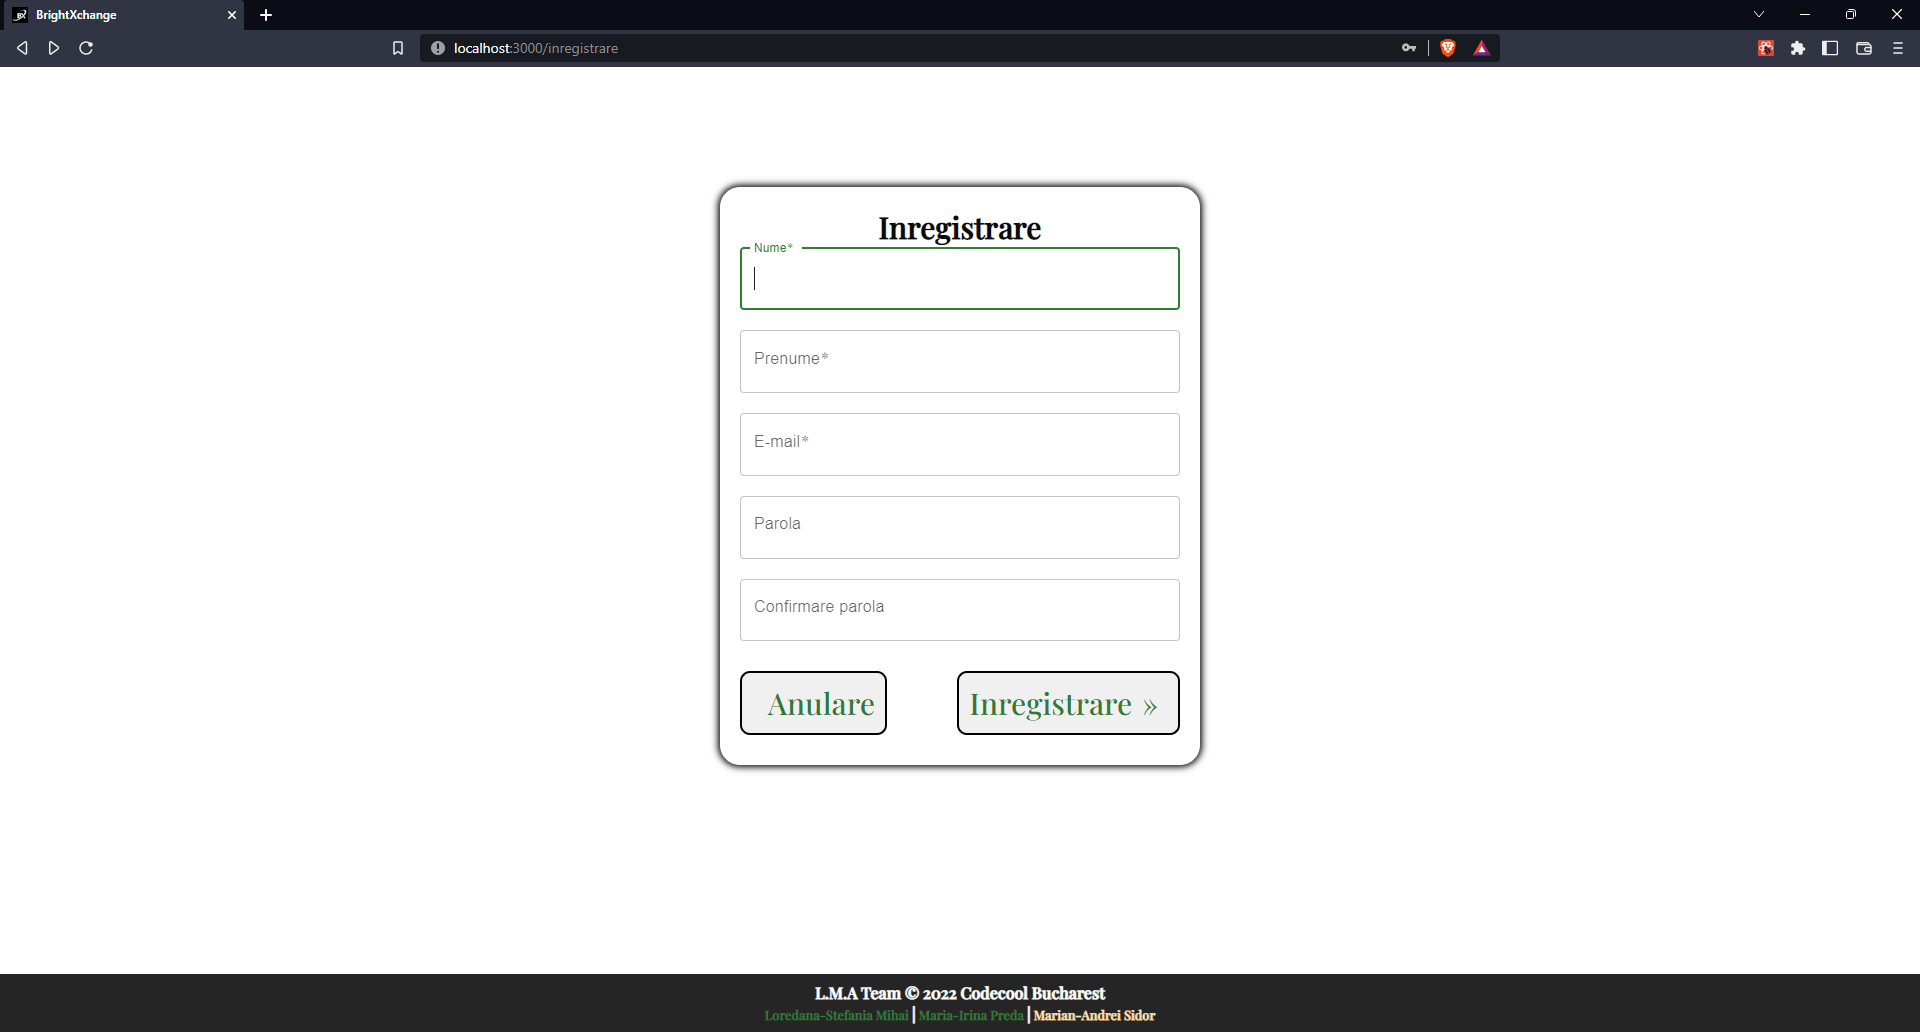 BrightXchange
localhost:3000/inregistrare
Inregistrare
Nume*
Prenume*
E-mail*
Parola
Confirmare parola
Anulare
Inregistrare »
L.M.A Team © 2022 Codecool Bucharest
Loredana-Stefania Mihai | Maria-Irina Preda | Marian-Andrei Sidor